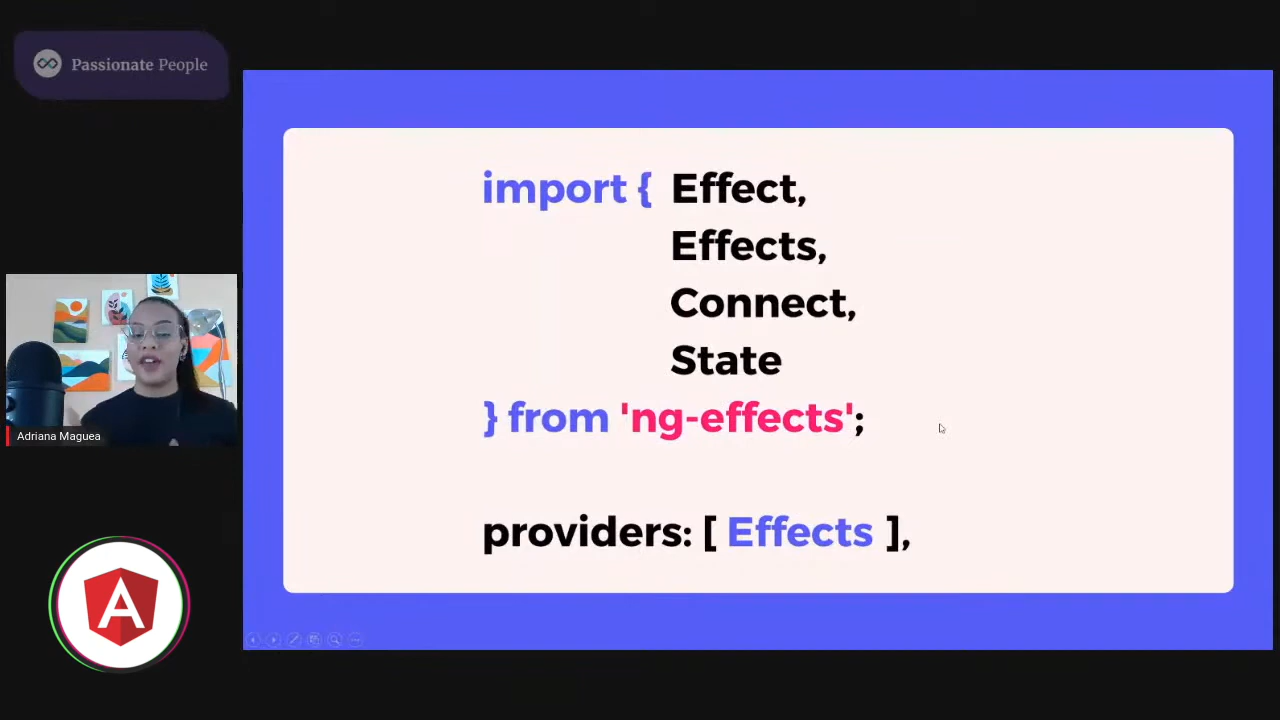 Passionate People
import { Effect,
Effects,
Connect,
State
} from 'ng-effects';
providers: [ Effects ],
Adriana Maguea
A